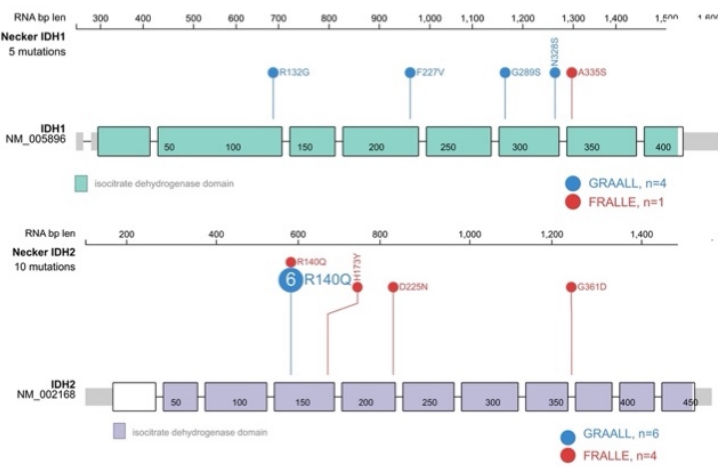 RNA bp len 300 400 500 600 700 800 900 1,000 1,100 1,200 1,300 1,400
Necker IDH1
5 mutations
R132G F227V G289S N328S A335S
IDH1
NM_005896
50 100 150 200 250 300 350 400
isocitrate dehydrogenase domain
GRAALL, n=4
FRALLE, n=1
RNA bp len 200 400 600 800 1,000 1,200 1,400
Necker IDH2
10 mutations
R140Q
6 R140Q H173Y D225N G361D
IDH2
NM_002168
50 100 150 200 250 300 350 400 450
isocitrate dehydrogenase domain
GRAALL, n=6
FRALLE, n=4